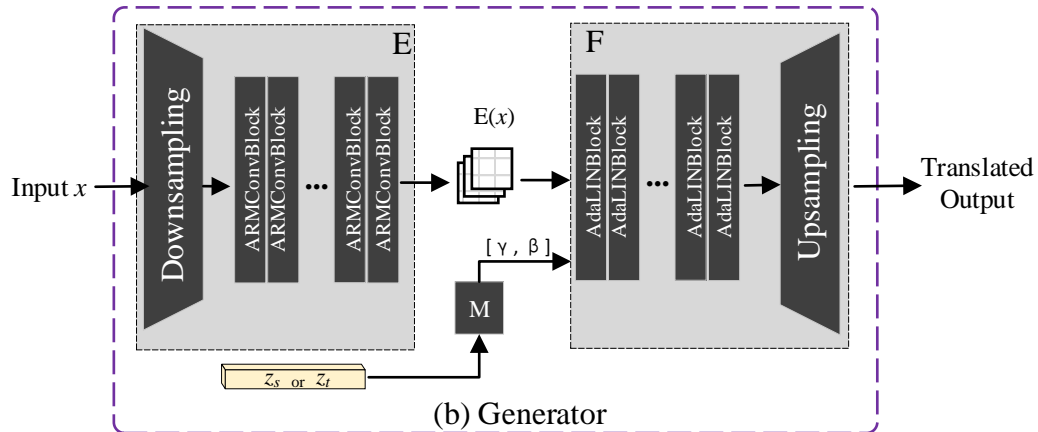 E
F
Input x
Downsampling
ARMConvBlock
ARMConvBlock
...
ARMConvBlock
ARMConvBlock
E(x)
AdaLINBlock
AdaLINBlock
...
AdaLINBlock
AdaLINBlock
Upsampling
Translated
Output
[ γ , β ]
M
z_s or z_t
(b) Generator